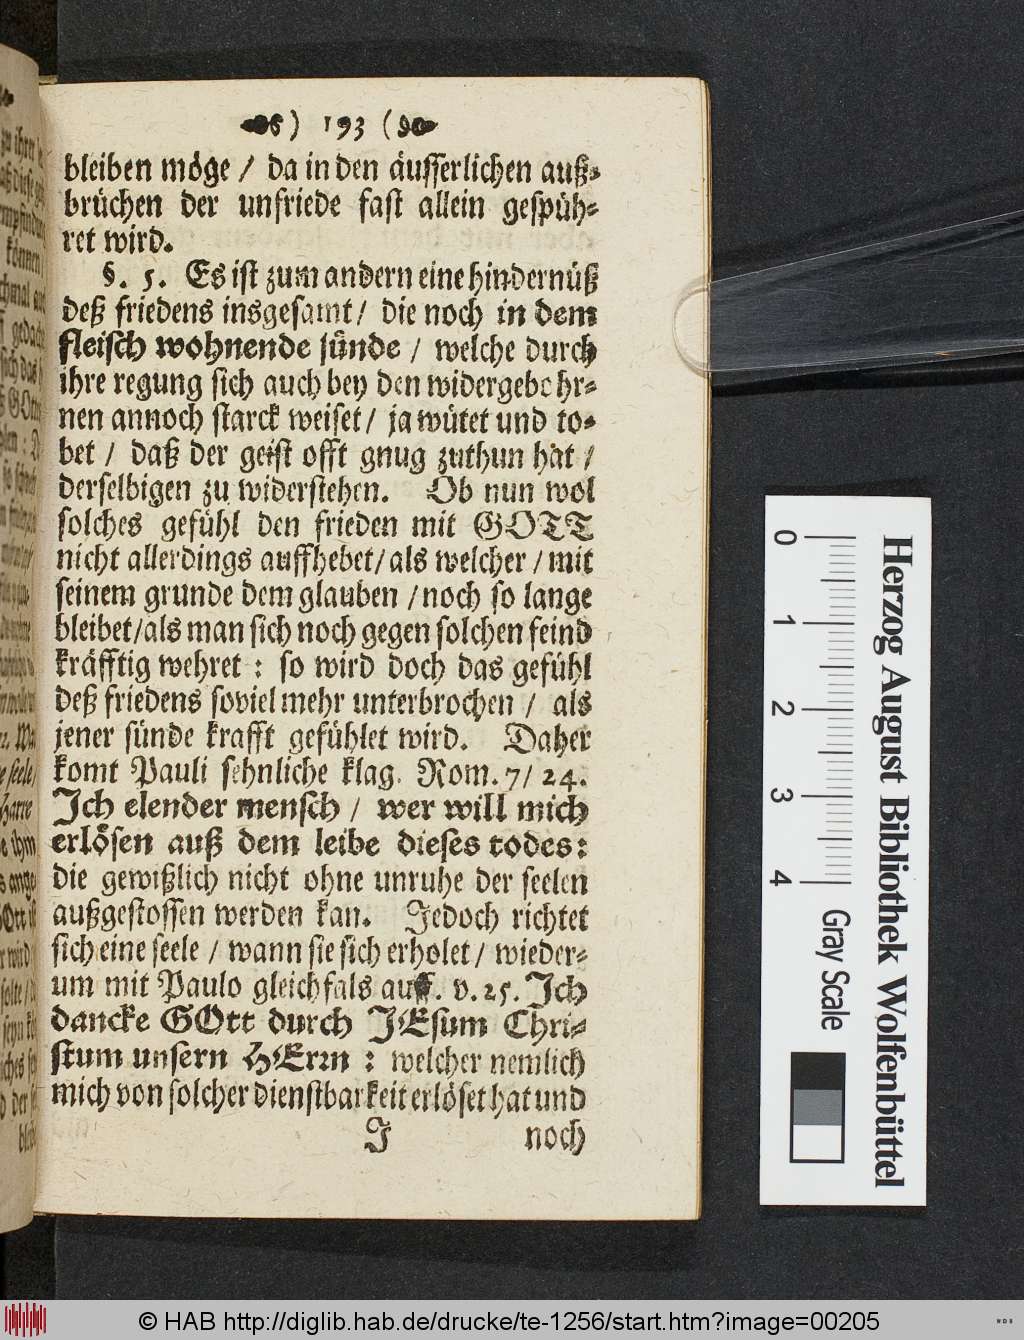 ) 193 (
bleiben möge / da in den äusserlichen auß-
brüchen der unfriede fast allein gespüh-
ret wird.
§. 5. Es ist zum andern eine hindernüß
deß friedens insgesamt / die noch in dem
fleisch wohnende sünde / welche durch
ihre regung sich auch bey den widergebohr-
nen annoch starck weiset / ja wütet und to-
bet / daß der geist offt gnug zuthun hat /
derselbigen zu widerstehen. Ob nun wol
solches gefühl den frieden mit GOTT
nicht allerdings auffhebet / als welcher / mit
seinem grunde dem glauben / noch so lange
bleibet / als man sich noch gegen solchen feind
kräfftig wehret : so wird doch das gefühl
deß friedens soviel mehr unterbrochen / als
jener sünde krafft gefühlet wird. Daher
komt Pauli sehnliche klag. Rom. 7/ 24.
Ich elender mensch / wer will mich
erlösen auß dem leibe dieses todes:
die gewißlich nicht ohne unruhe der seelen
außgestossen werden kan. Jedoch richtet
sich eine seele / wann sie sich erholet / wieder-
um mit Paulo gleichfals auff. v. 25. Ich
dancke GOtt durch JEsum Chri-
stum unsern HErrn : welcher nemlich
mich von solcher dienstbarkeit erlöset hat und
J noch
Herzog August Bibliothek Wolfenbüttel
0 1 2 3 4 Gray Scale
© HAB http://diglib.hab.de/drucke/te-1256/start.htm?image=00205